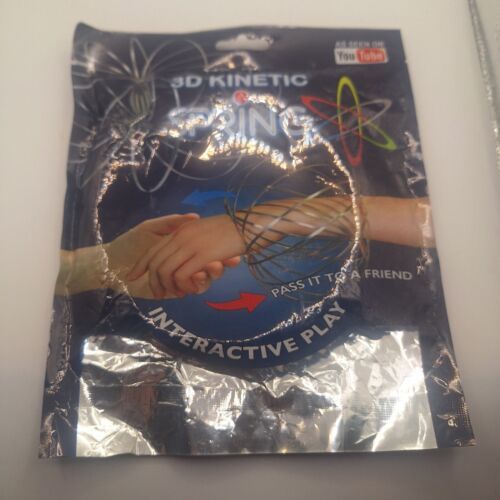 AS SEEN ON
YouTube
3D KINETIC
SPRING
PASS IT TO A FRIEND
INTERACTIVE PLAY